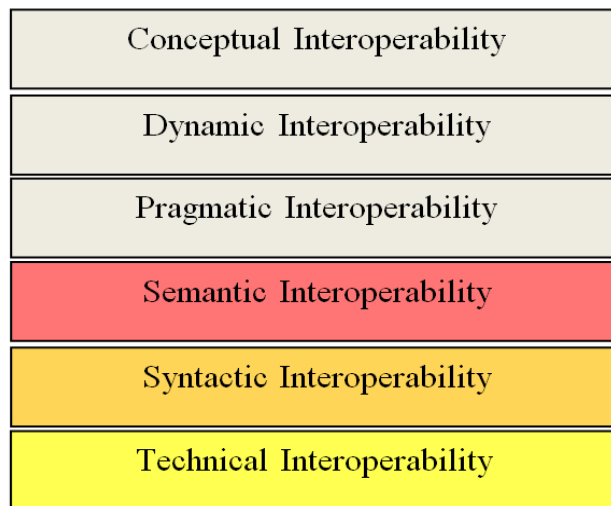 Conceptual Interoperability
Dynamic Interoperability
Pragmatic Interoperability
Semantic Interoperability
Syntactic Interoperability
Technical Interoperability